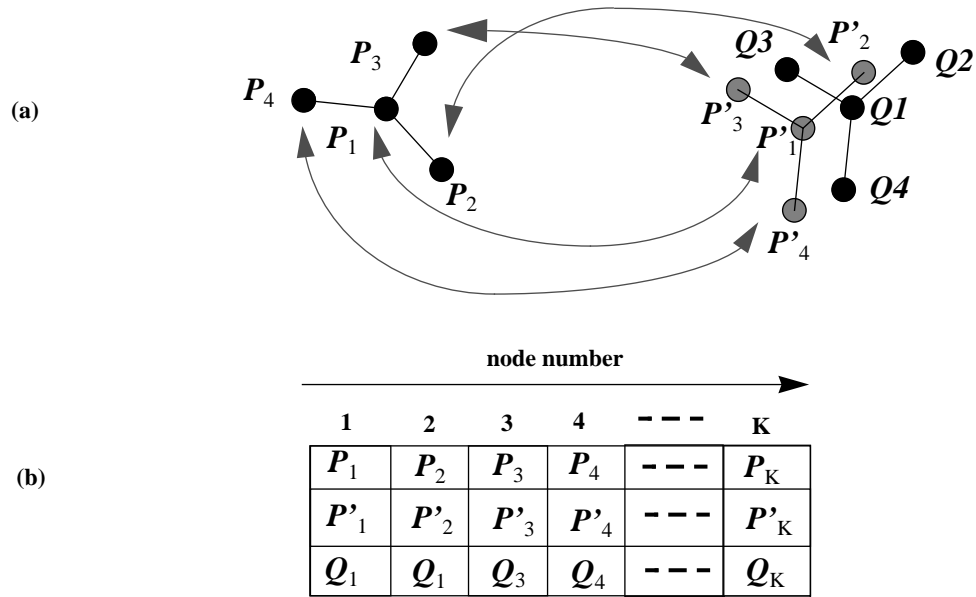 (a)
P3
P4
P1
P2
Q3
P’2
Q2
P’3
P’1
Q1
Q4
P’4
(b)
node number
1 2 3 4 --- K
P1 P2 P3 P4 --- PK
P’1 P’2 P’3 P’4 --- P’K
Q1 Q1 Q3 Q4 --- QK